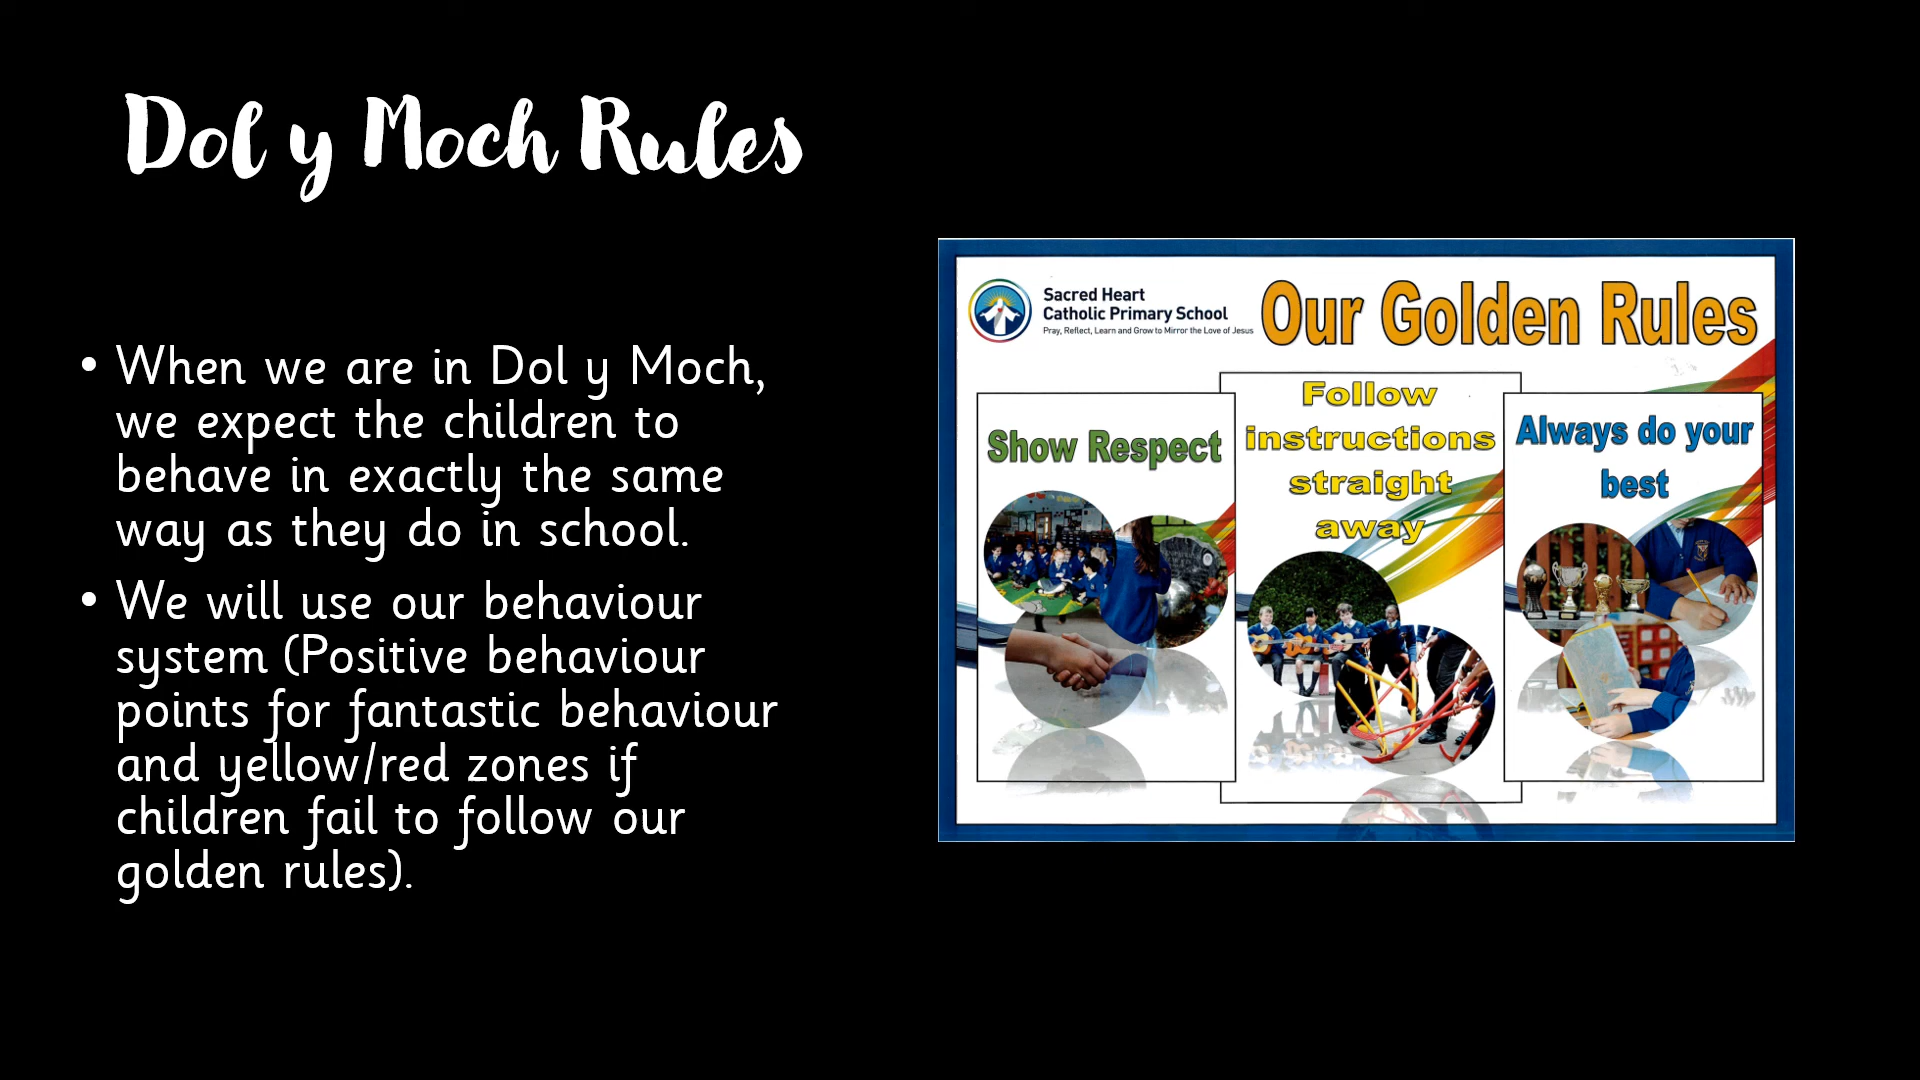 Dol y Moch Rules
• When we are in Dol y Moch,
we expect the children to
behave in exactly the same
way as they do in school.
• We will use our behaviour
system (Positive behaviour
points for fantastic behaviour
and yellow/red zones if
children fail to follow our
golden rules).
Sacred Heart
Catholic Primary School
Pray, Reflect, Learn and Grow to Mirror the Love of Jesus
Our Golden Rules
Show Respect
Follow
instructions
straight
away
Always do your
best